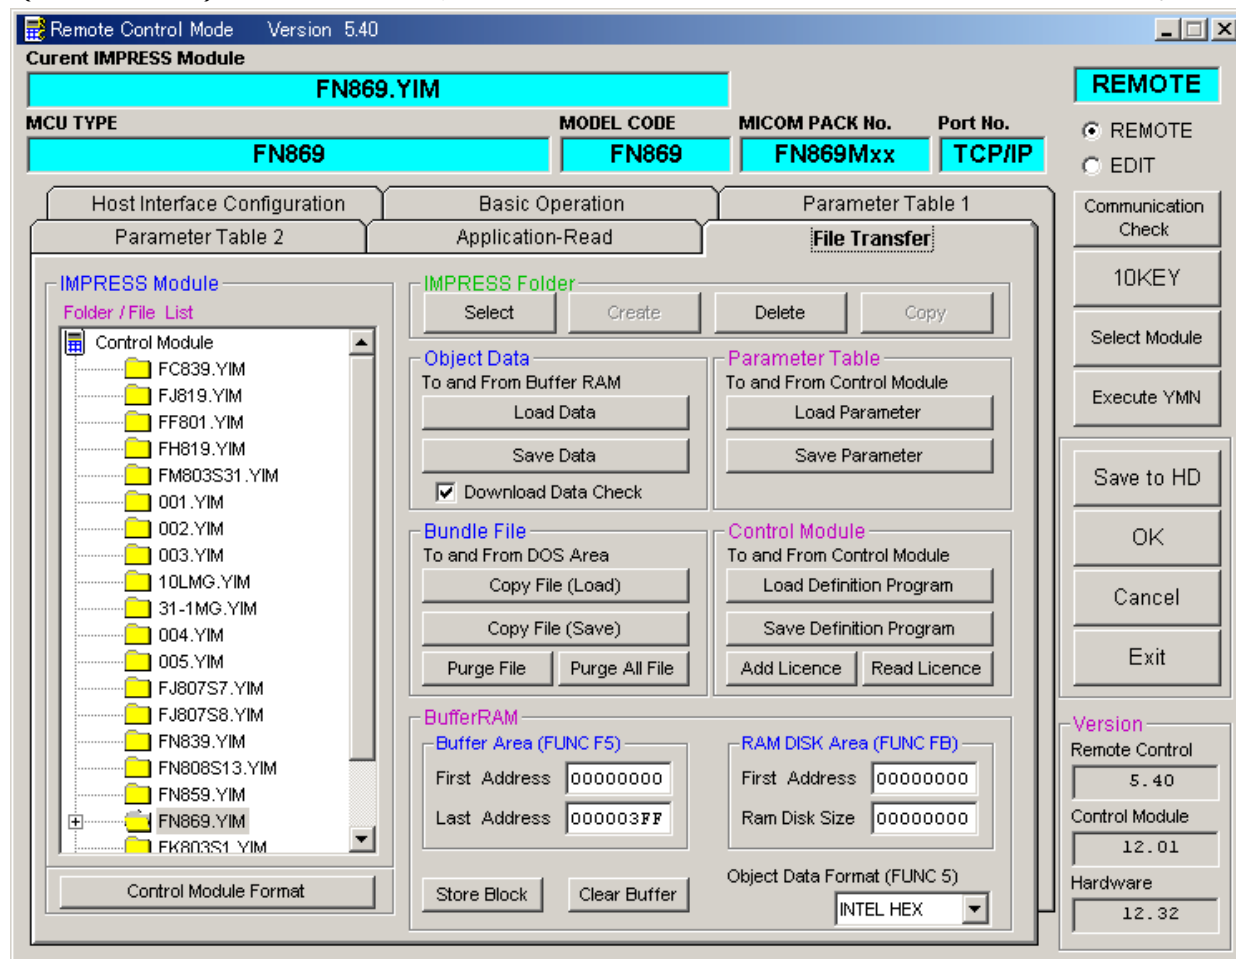 Remote Control Mode Version 5.40
Curent IMPRESS Module
FN869.YIM
REMOTE
MCU TYPE
MODEL CODE
MICOM PACK No.
Port No.
FN869
FN869
FN869Mxx
TCP/IP
REMOTE
EDIT
Host Interface Configuration
Basic Operation
Parameter Table 1
Parameter Table 2
Application-Read
File Transfer
Communication
Check
10KEY
Select Module
Execute YMN
Save to HD
OK
Cancel
Exit
IMPRESS Module
Folder / File List
Control Module
FC839.YIM
FJ819.YIM
FF801.YIM
FH819.YIM
FM803S31.YIM
001.YIM
002.YIM
003.YIM
10LMG.YIM
31-1MG.YIM
004.YIM
005.YIM
FJ807S7.YIM
FJ807S8.YIM
FN839.YIM
FN808S13.YIM
FN859.YIM
FN869.YIM
FK803S1.YIM
Control Module Format
IMPRESS Folder
Select
Create
Delete
Copy
Object Data
To and From Buffer RAM
Load Data
Save Data
Download Data Check
Parameter Table
To and From Control Module
Load Parameter
Save Parameter
Bundle File
To and From DOS Area
Copy File (Load)
Copy File (Save)
Purge File
Purge All File
Control Module
To and From Control Module
Load Definition Program
Save Definition Program
Add Licence
Read Licence
BufferRAM
Buffer Area (FUNC F5)
First Address 00000000
Last Address 000003FF
RAM DISK Area (FUNC FB)
First Address 00000000
Ram Disk Size 00000000
Store Block
Clear Buffer
Object Data Format (FUNC 5)
INTEL HEX
Version
Remote Control
5.40
Control Module
12.01
Hardware
12.32